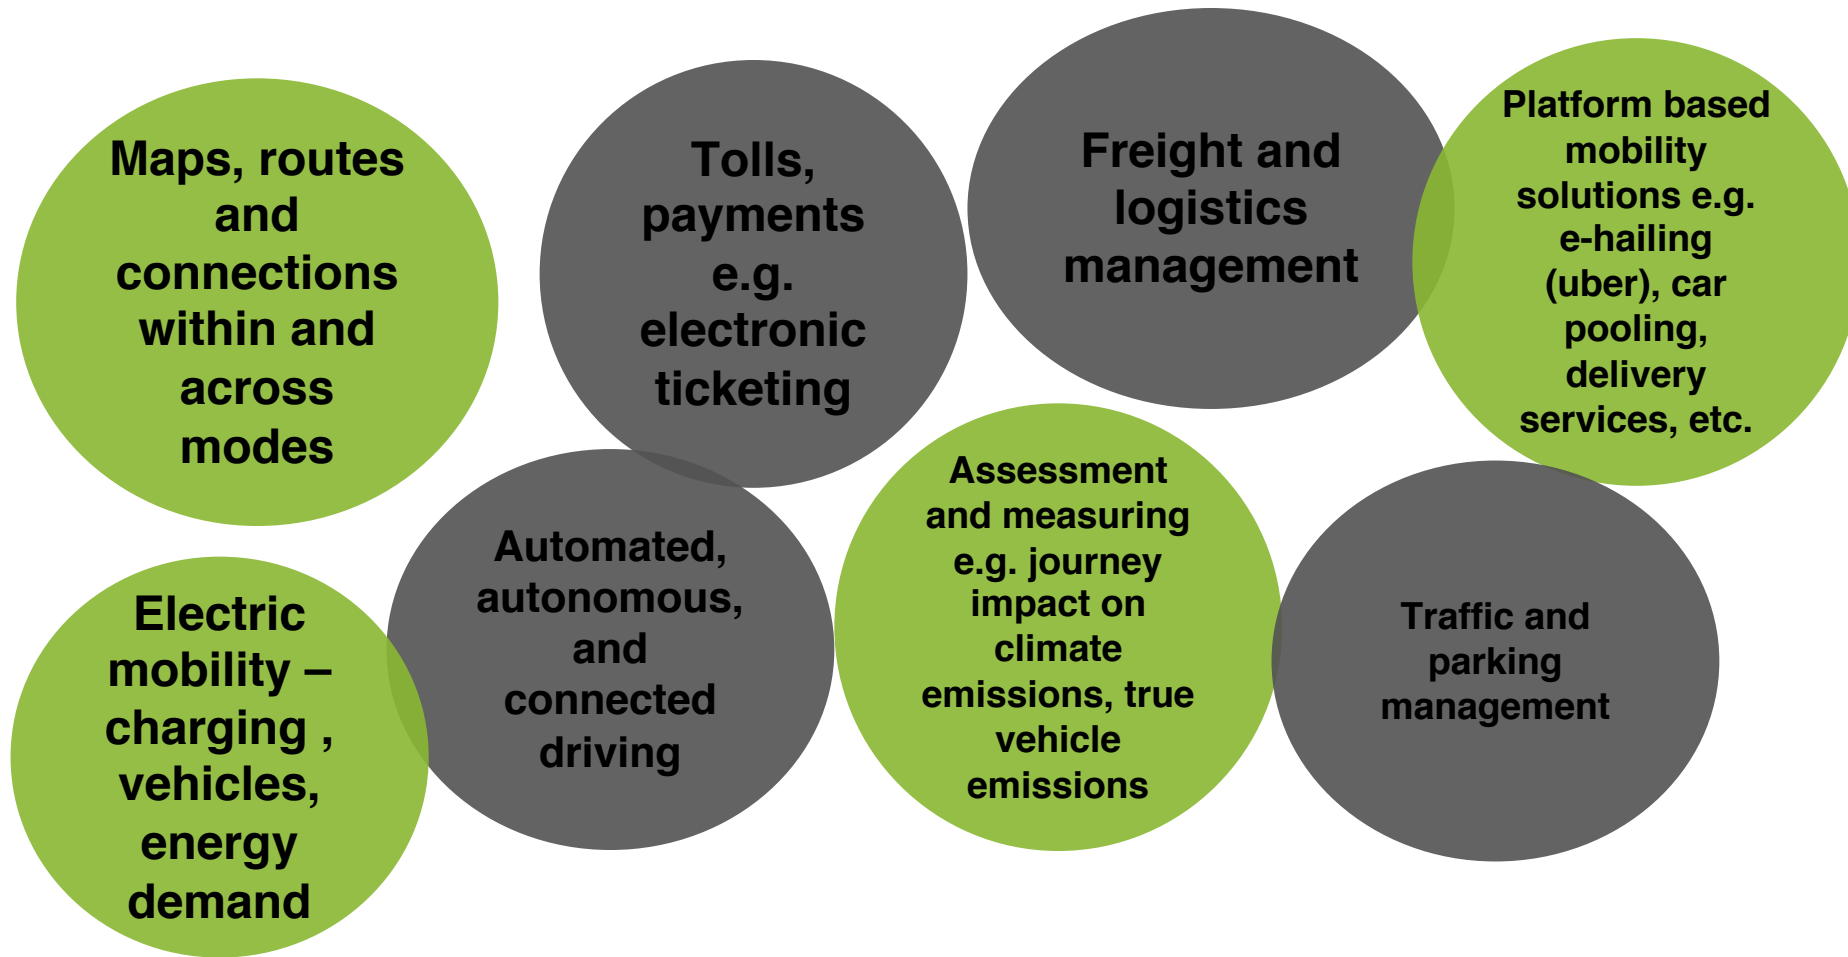 Maps, routes
and
connections
within and
across
modes
Tolls,
payments
e.g.
electronic
ticketing
Freight and
logistics
management
Platform based
mobility
solutions e.g.
e-hailing
(uber), car
pooling,
delivery
services, etc.
Electric
mobility –
charging ,
vehicles,
energy
demand
Automated,
autonomous,
and
connected
driving
Assessment
and measuring
e.g. journey
impact on
climate
emissions, true
vehicle
emissions
Traffic and
parking
management